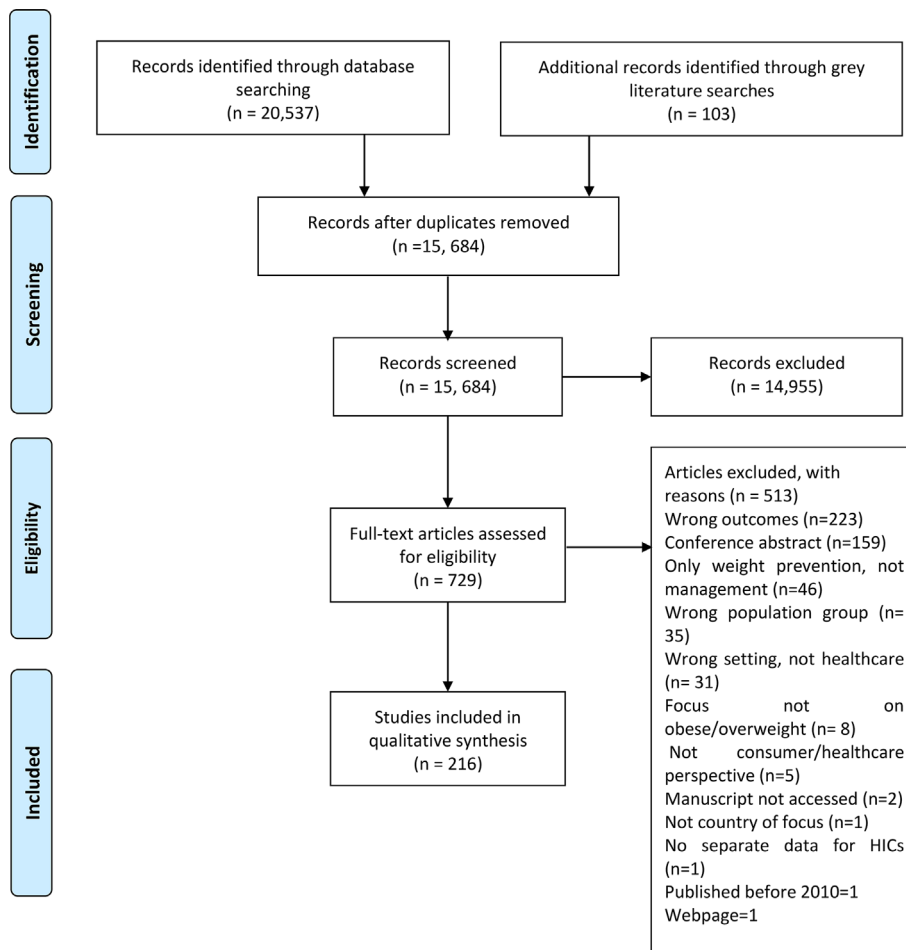 Identification
Records identified through database
searching
(n = 20,537)
Additional records identified through grey
literature searches
(n = 103)
Screening
Records after duplicates removed
(n =15, 684)
Records screened
(n = 15, 684)
Records excluded
(n = 14,955)
Eligibility
Full-text articles assessed
for eligibility
(n = 729)
Articles excluded, with
reasons (n = 513)
Wrong outcomes (n=223)
Conference abstract (n=159)
Only weight prevention, not
management (n=46)
Wrong population group (n=
35)
Wrong setting, not healthcare
(n= 31)
Focus not on
obese/overweight (n= 8)
Not consumer/healthcare
perspective (n=5)
Manuscript not accessed (n=2)
Not country of focus (n=1)
No separate data for HICs
(n=1)
Published before 2010=1
Webpage=1
Included
Studies included in
qualitative synthesis
(n = 216)